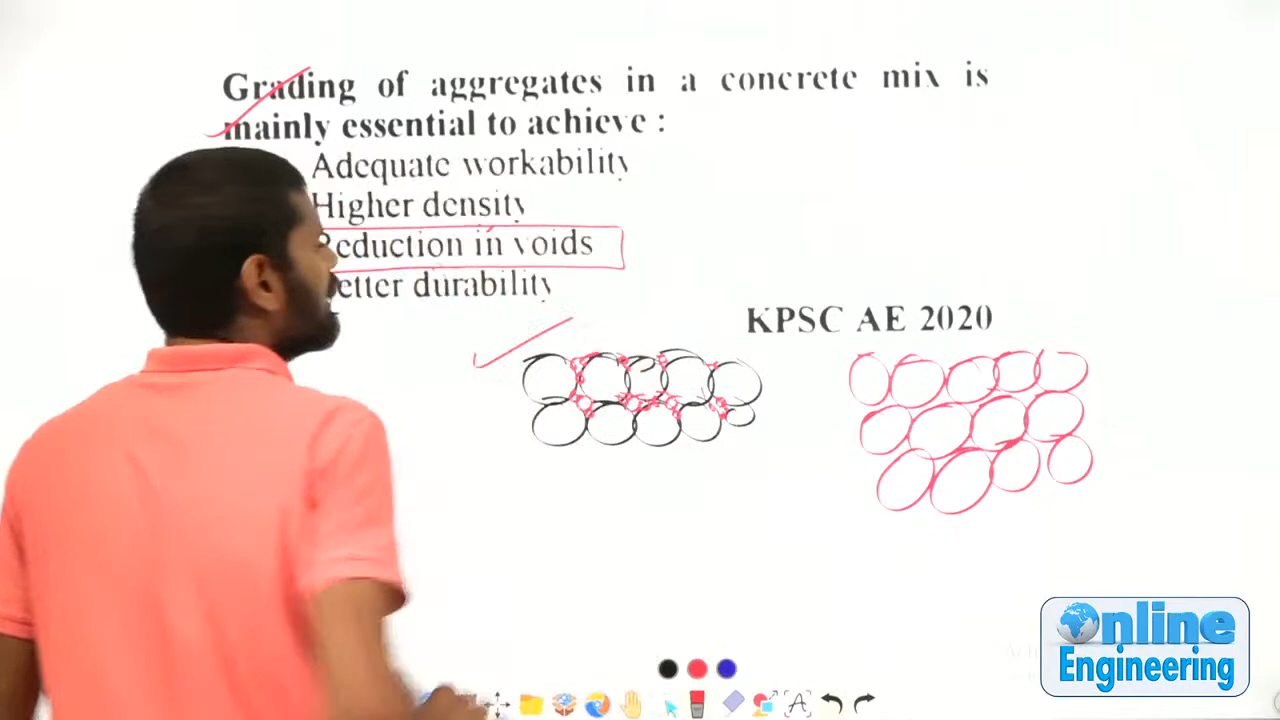 Grading of aggregates in a concrete mix is
mainly essential to achieve :
Adequate workability
Higher density
Reduction in voids
Better durability
KPSC AE 2020
Online
Engineering